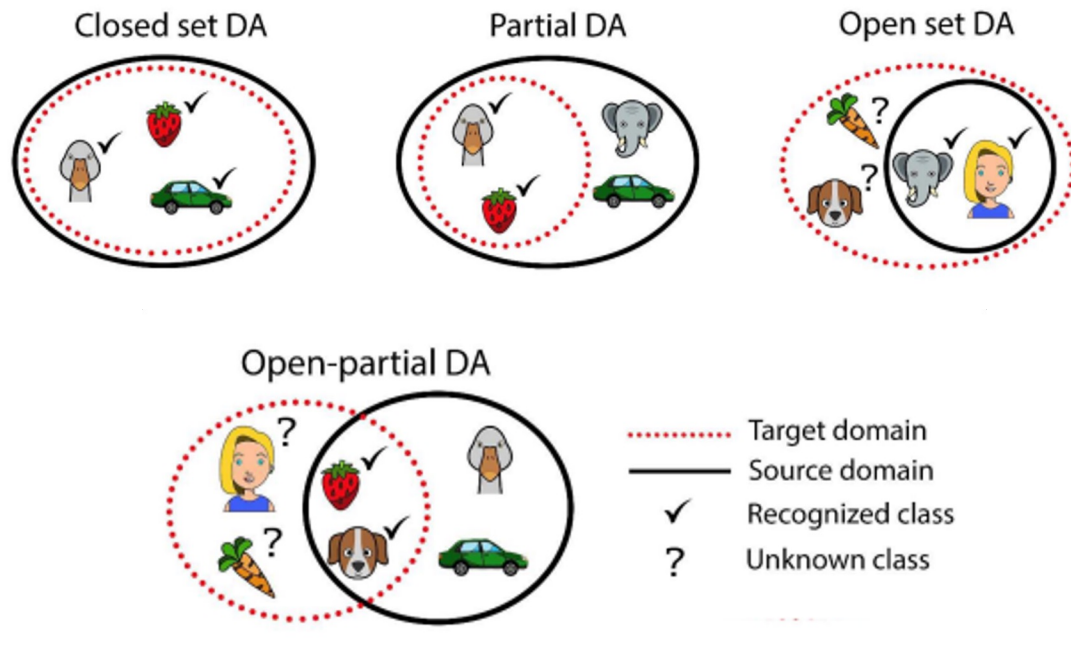 Closed set DA
Partial DA
Open set DA
?
?
Open-partial DA
?
?
Target domain
Source domain
Recognized class
? Unknown class